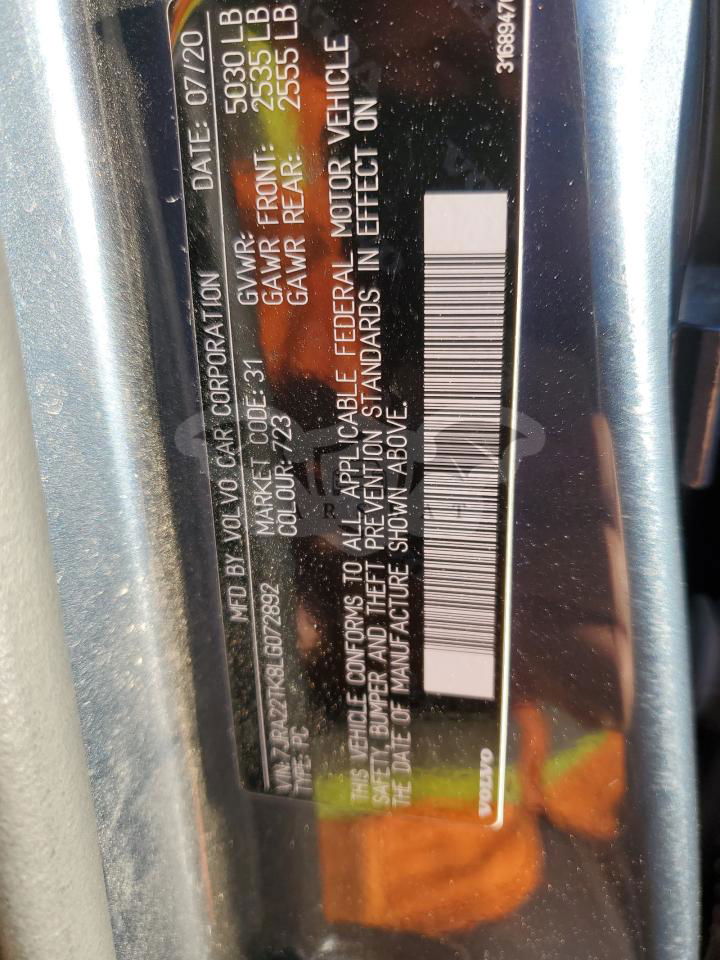 MFD BY VOLVO CAR CORPORATION DATE: 07/20
VIN: 7JRA22TK9LG072892 MARKET CODE: 31 GVWR: 5030 LB
TYPE: PC COLOUR: 723 GAWR FRONT: 2535 LB
GAWR REAR: 2555 LB
THIS VEHICLE CONFORMS TO ALL APPLICABLE FEDERAL MOTOR VEHICLE
SAFETY, BUMPER AND THEFT PREVENTION STANDARDS IN EFFECT ON
THE DATE OF MANUFACTURE SHOWN ABOVE.
VOLVO